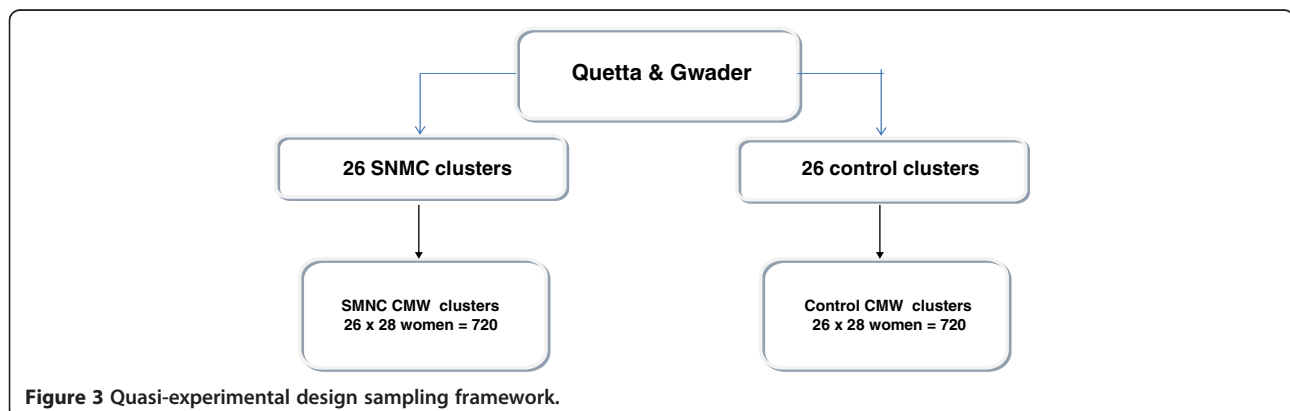 Quetta & Gwader
26 SNMC clusters
26 control clusters
SMNC CMW clusters
26 x 28 women = 720
Control CMW clusters
26 x 28 women = 720
Figure 3 Quasi-experimental design sampling framework.